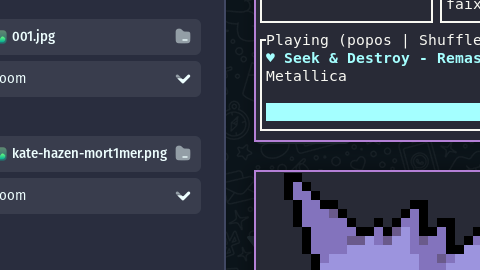 001.jpg
oom
kate-hazen-mort1mer.png
oom
faix
Playing (popos | Shuffle
♥ Seek & Destroy - Remas
Metallica